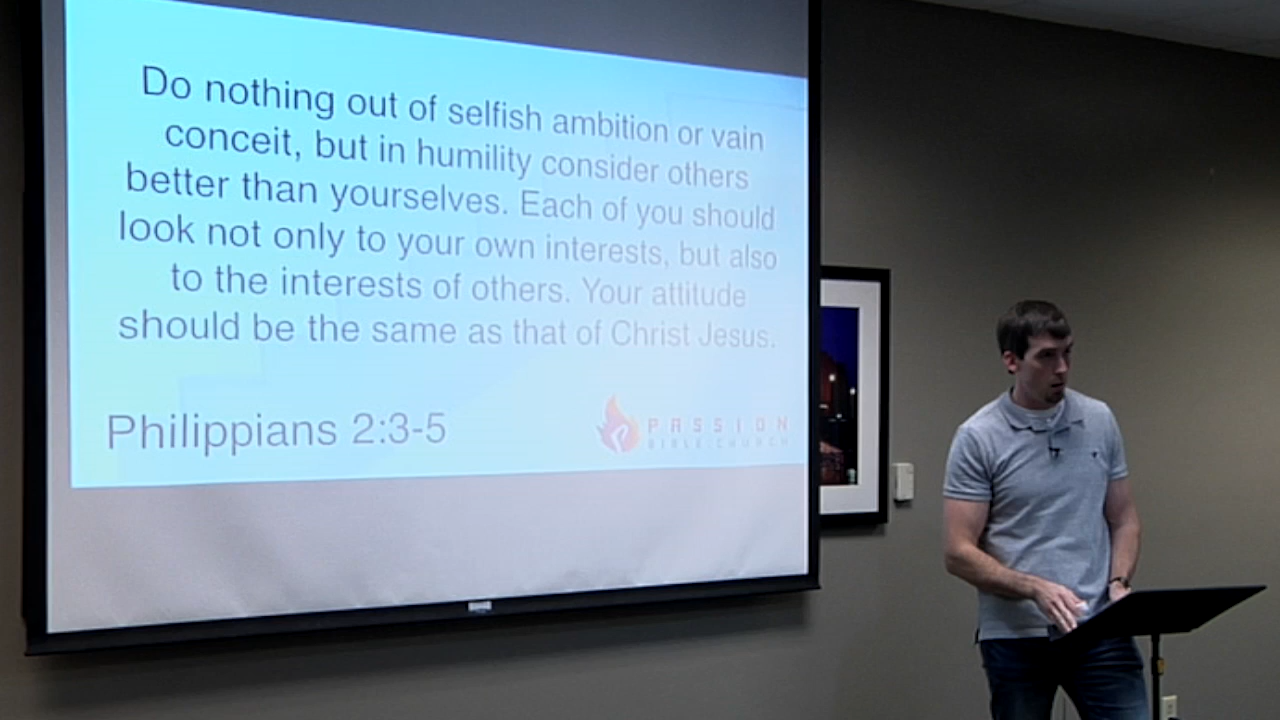 Do nothing out of selfish ambition or vain
conceit, but in humility consider others
better than yourselves. Each of you should
look not only to your own interests, but also
to the interests of others. Your attitude
should be the same as that of Christ Jesus.
Philippians 2:3-5
PASSION
BIBLE CHURCH